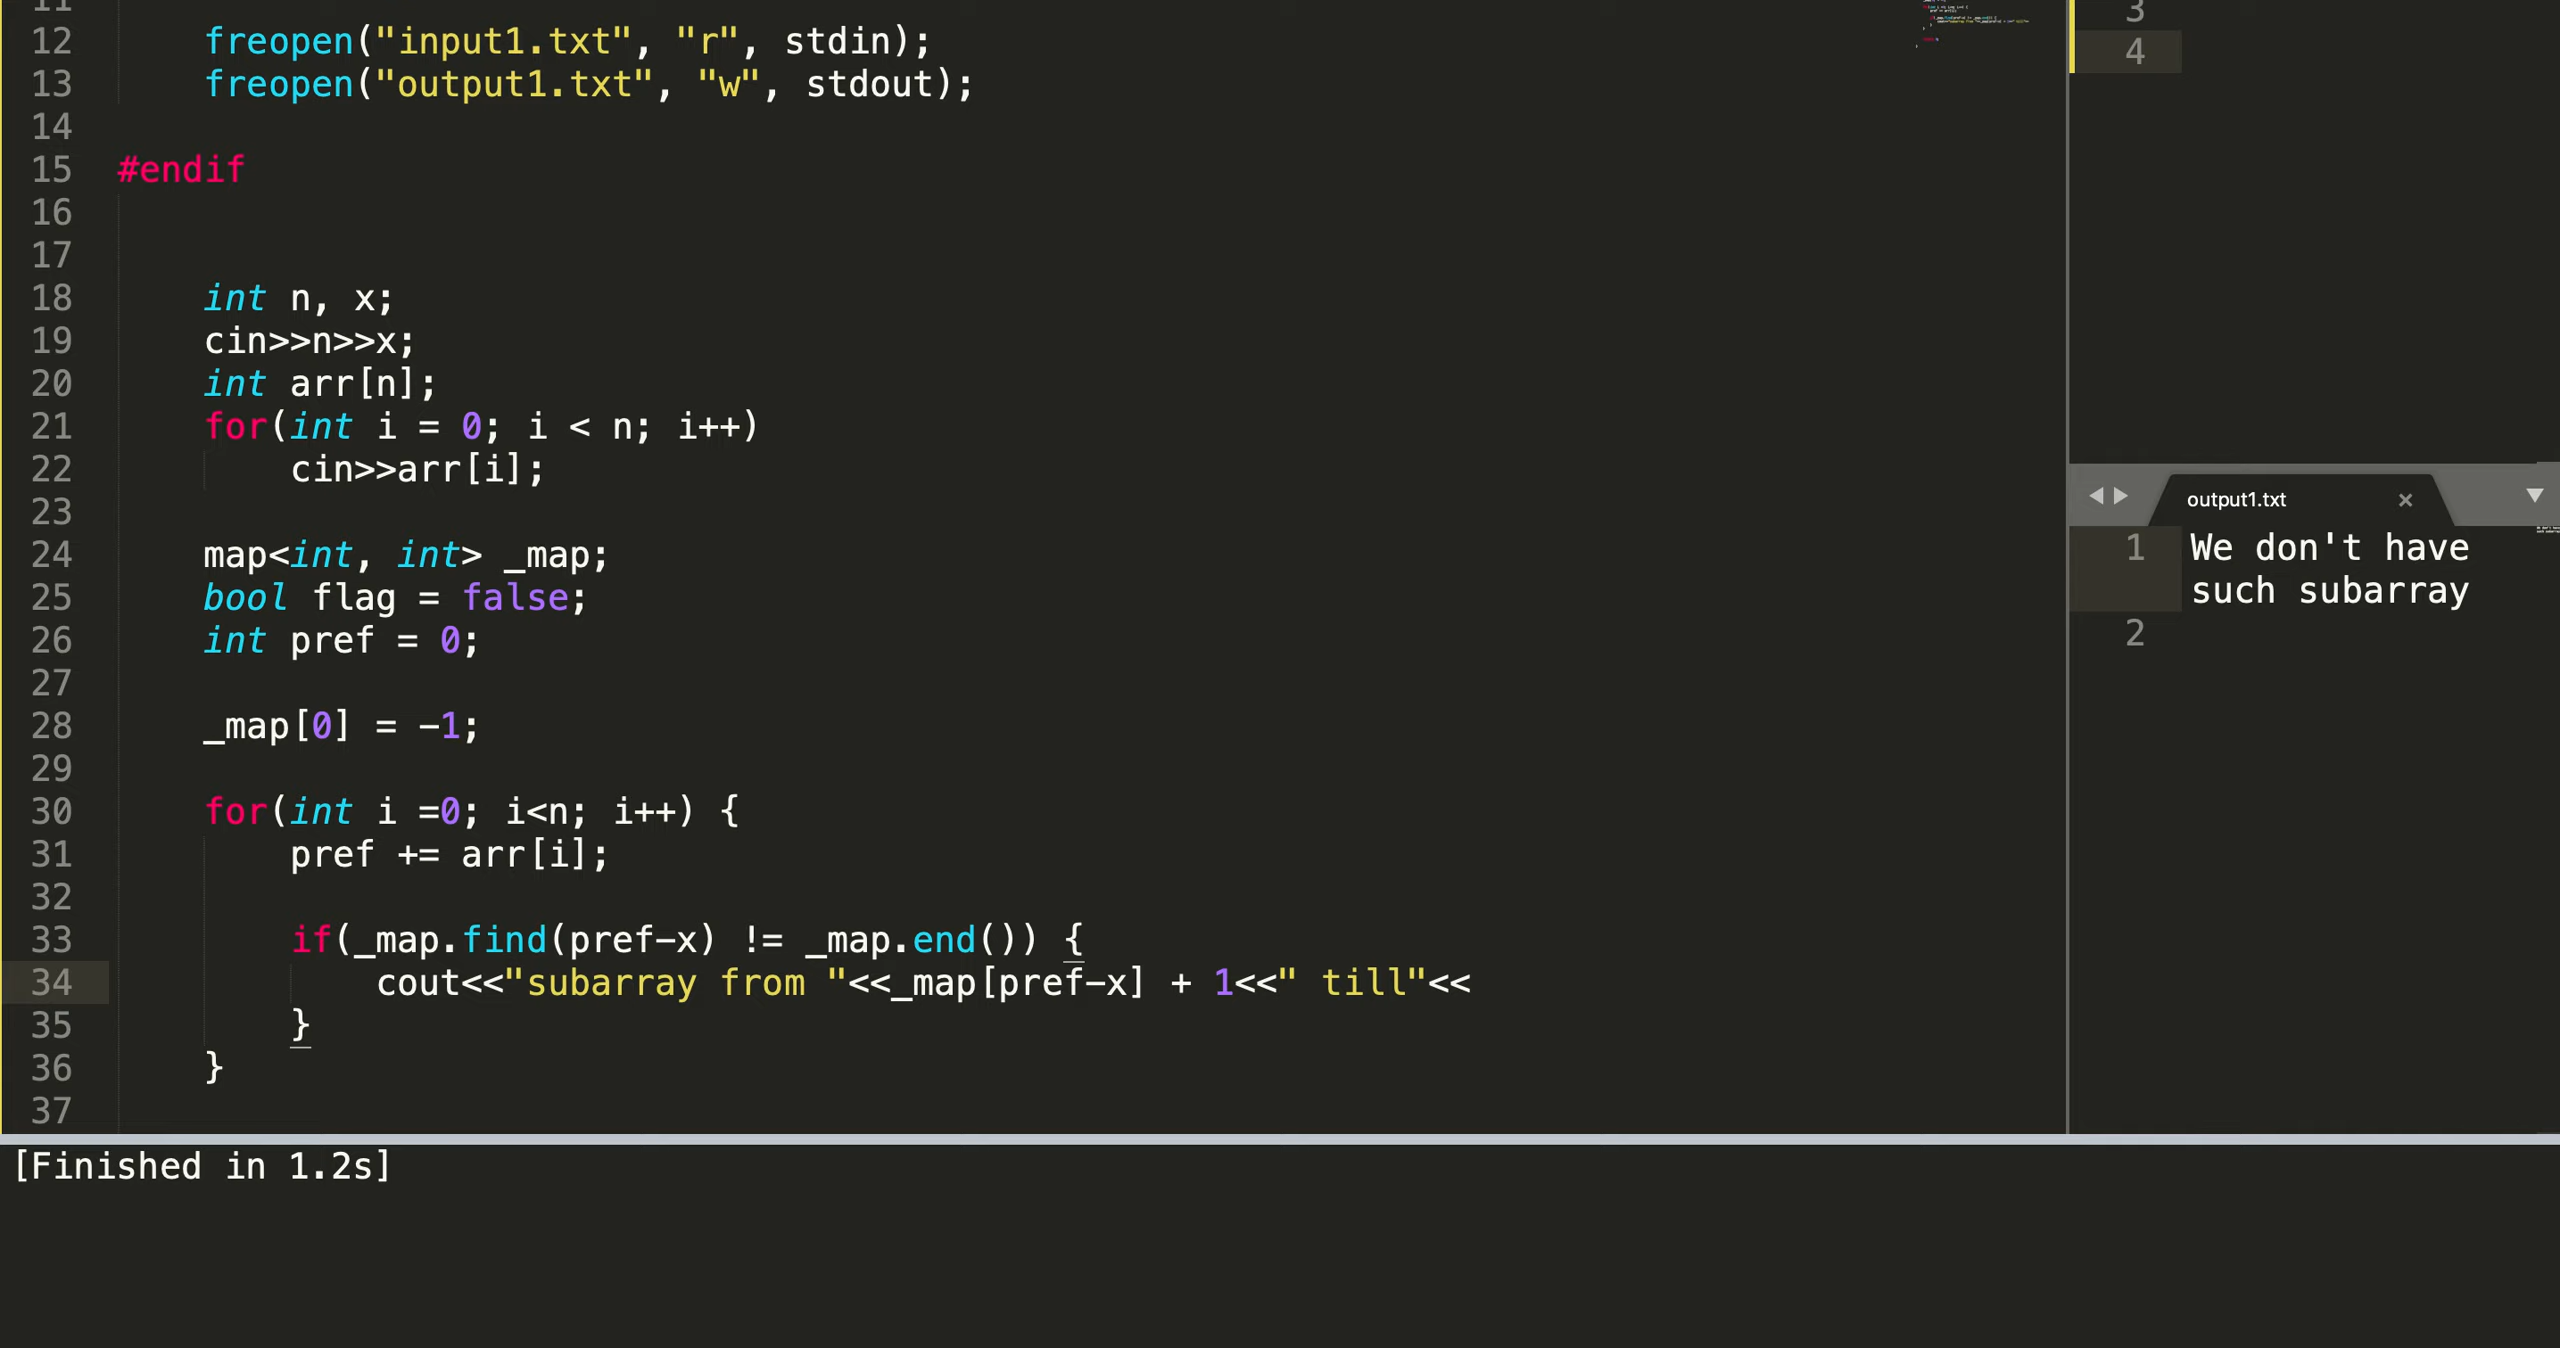 11
12 freopen("input1.txt", "r", stdin);
13 freopen("output1.txt", "w", stdout);
14
15 #endif
16
17
18 int n, x;
19 cin>>n>>x;
20 int arr[n];
21 for(int i = 0; i < n; i++)
22 cin>>arr[i];
23
24 map<int, int> _map;
25 bool flag = false;
26 int pref = 0;
27
28 _map[0] = -1;
29
30 for(int i =0; i<n; i++) {
31 pref += arr[i];
32
33 if(_map.find(pref-x) != _map.end()) {
34 cout<<"subarray from "<<_map[pref-x] + 1<<" till"<<
35 }
36 }
37
3
4
output1.txt ×
1 We don't have
such subarray
2
[Finished in 1.2s]